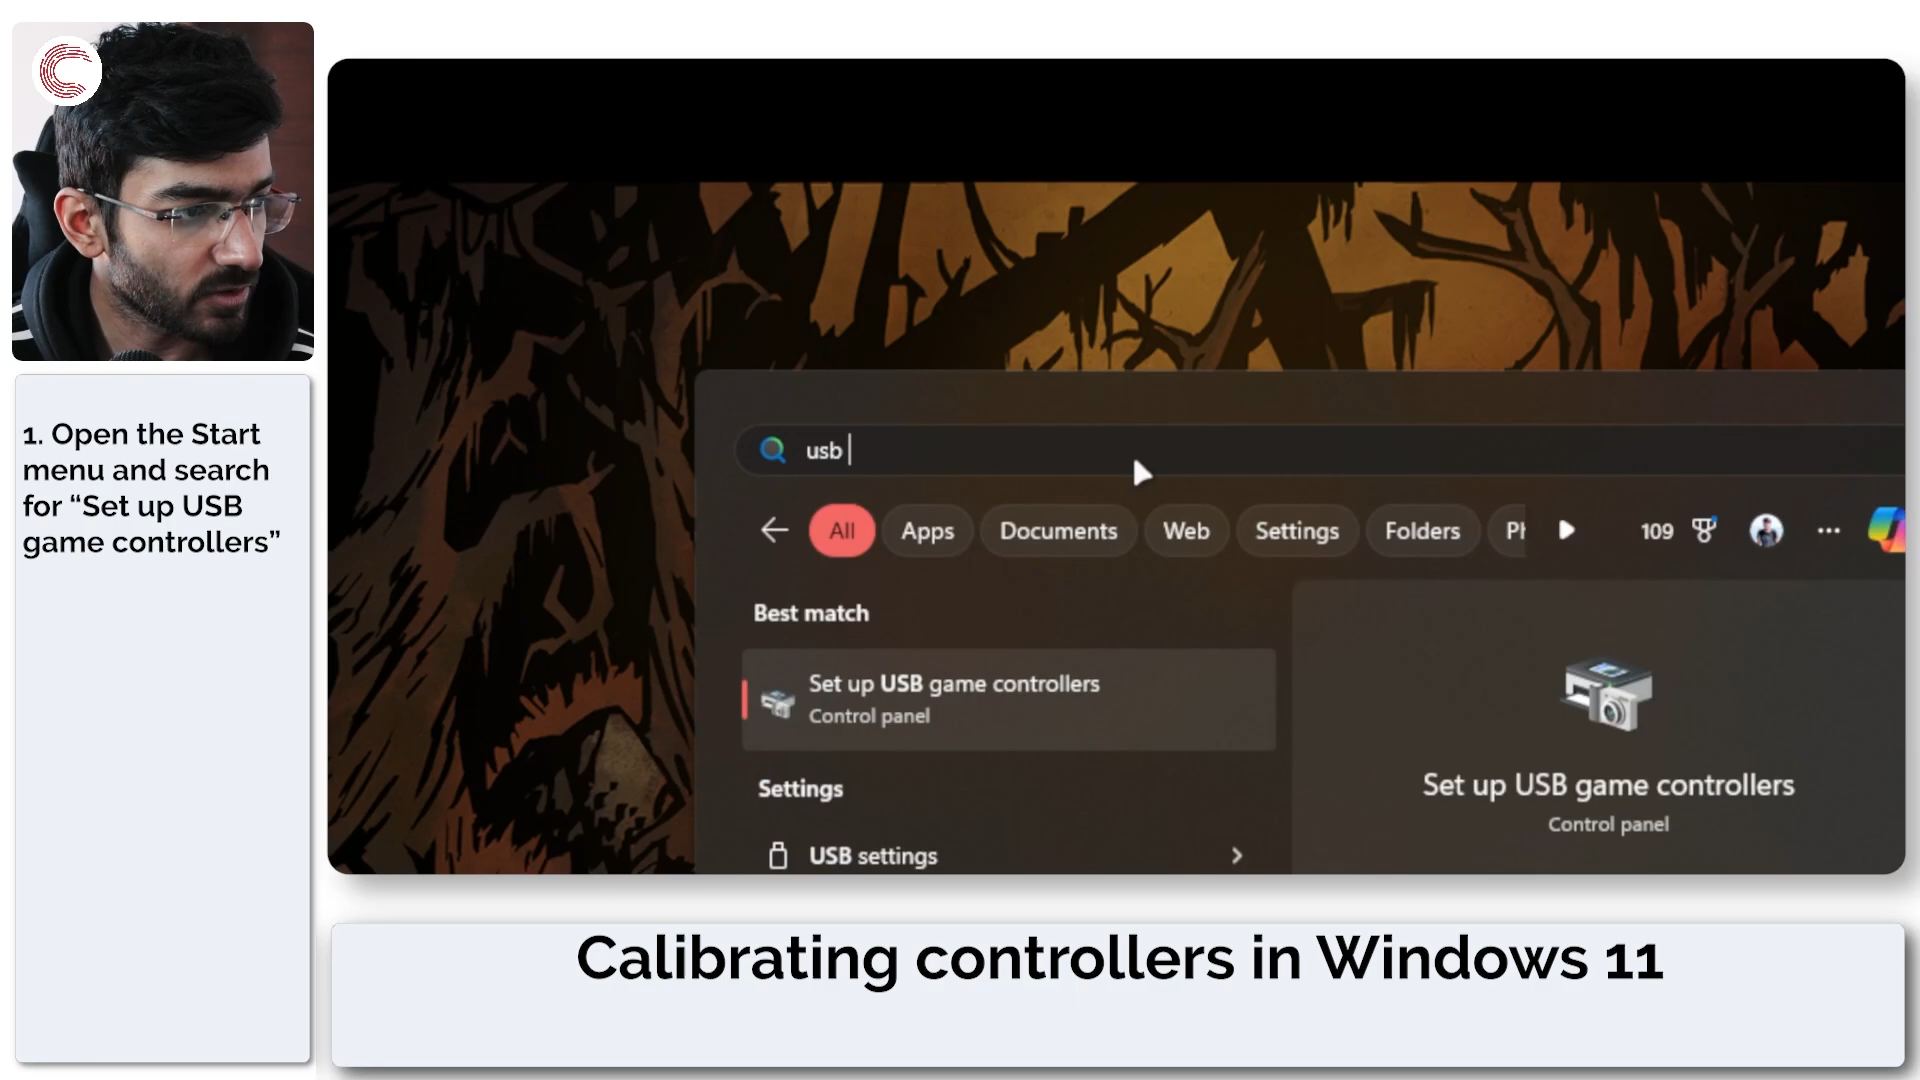 1. Open the Start
menu and search
for “Set up USB
game controllers”
usb
All Apps Documents Web Settings Folders 109
Best match
Set up USB game controllers
Control panel
Settings
USB settings
Set up USB game controllers
Control panel
Calibrating controllers in Windows 11